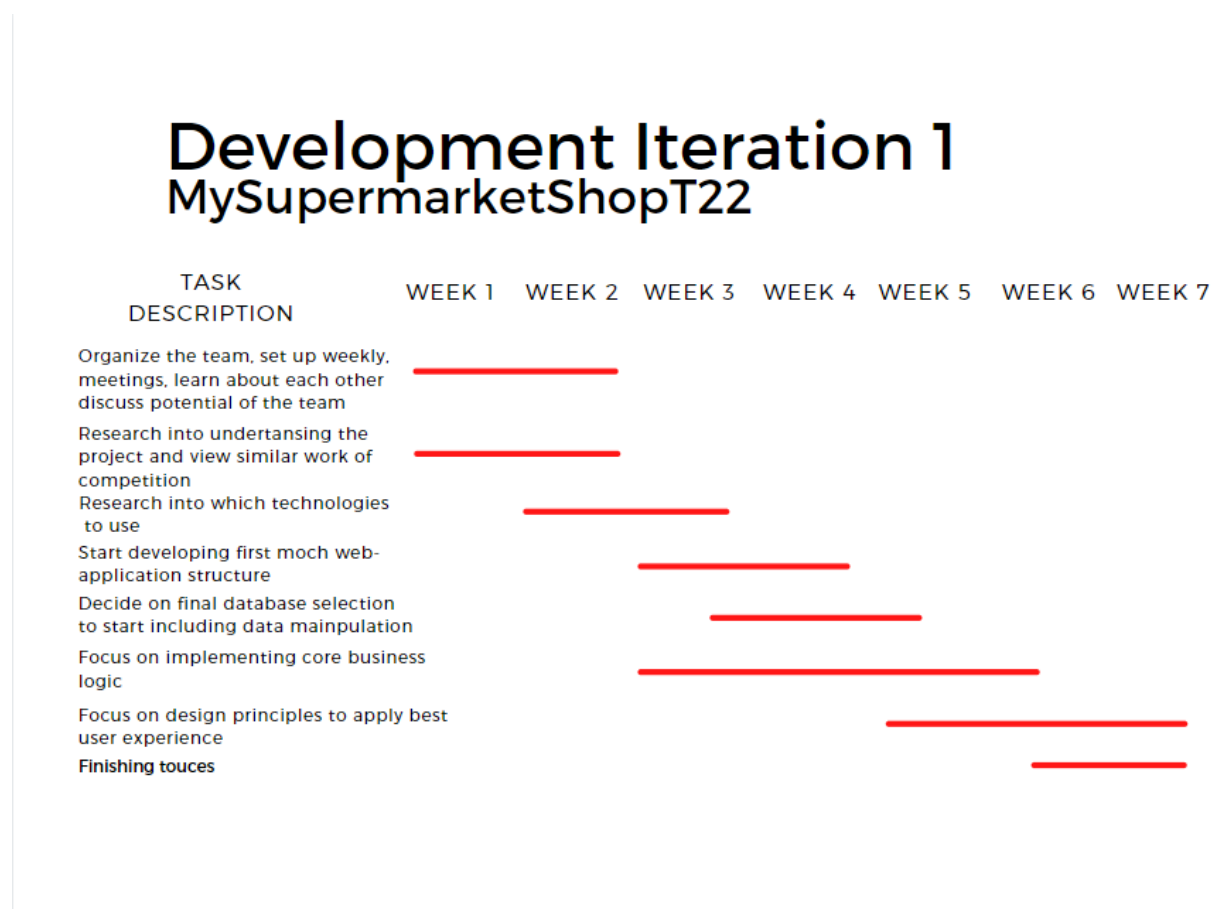 Development Iteration 1
MySupermarketShopT22
TASK
DESCRIPTION
WEEK 1 WEEK 2 WEEK 3 WEEK 4 WEEK 5 WEEK 6 WEEK 7
Organize the team, set up weekly,
meetings, learn about each other
discuss potential of the team
Research into undertansing the
project and view similar work of
competition
Research into which technologies
to use
Start developing first moch web-
application structure
Decide on final database selection
to start including data mainpulation
Focus on implementing core business
logic
Focus on design principles to apply best
user experience
Finishing touces